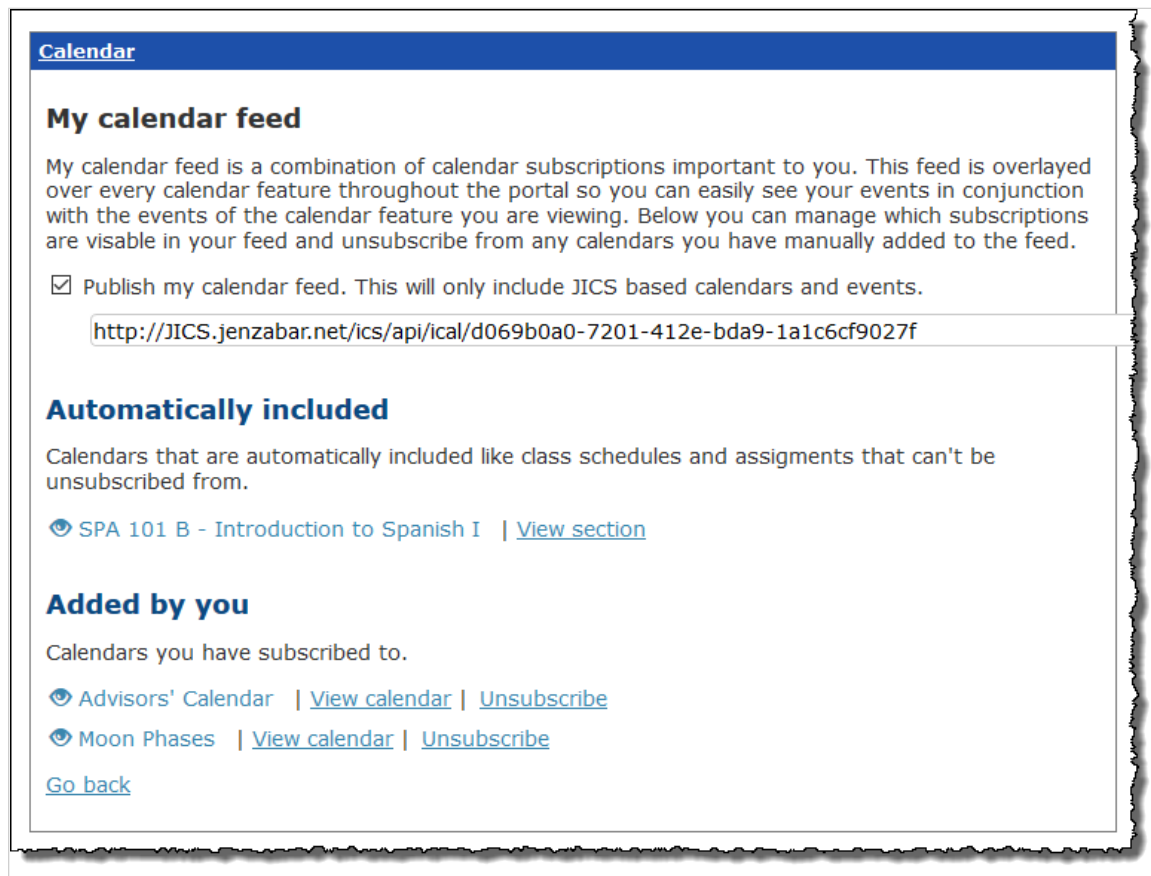 Calendar
My calendar feed
My calendar feed is a combination of calendar subscriptions important to you. This feed is overlayed
over every calendar feature throughout the portal so you can easily see your events in conjunction
with the events of the calendar feature you are viewing. Below you can manage which subscriptions
are visable in your feed and unsubscribe from any calendars you have manually added to the feed.
Publish my calendar feed. This will only include JICS based calendars and events.
http://JICS.jenzabar.net/ics/api/ical/d069b0a0-7201-412e-bda9-1a1c6cf9027f
Automatically included
Calendars that are automatically included like class schedules and assigments that can't be
unsubscribed from.
SPA 101 B - Introduction to Spanish I | View section
Added by you
Calendars you have subscribed to.
Advisors' Calendar | View calendar | Unsubscribe
Moon Phases | View calendar | Unsubscribe
Go back